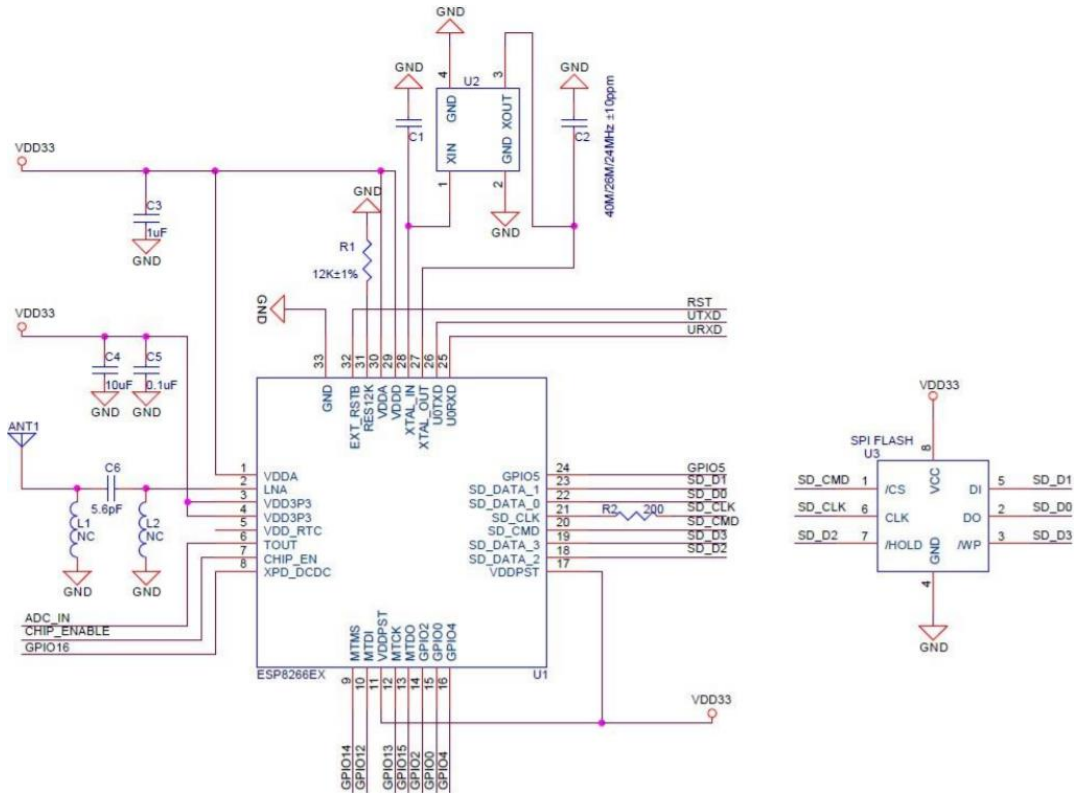 GND
GND
GND
4
3
U2
GND
XOUT
XIN
GND
C1
C2
40M/26M/24MHz ±10ppm
1
2
GND
VDD33
C3
1uF
GND
GND
R1
12K±1%
GND
RST
UTXD
URXD
VDD33
C4
10uF
GND
C5
0.1uF
GND
33
32
31
30
29
28
27
26
25
GND
EXT_RSTB
RES12K
VDDA
VDDD
XTAL_IN
XTAL_OUT
U0TXD
U0RXD
ANT1
C6
5.6pF
L1
NC
GND
L2
NC
GND
1 VDDA
2 LNA
3 VDD3P3
4 VDD3P3
5 VDD_RTC
6 TOUT
7 CHIP_EN
8 XPD_DCDC
ADC_IN
CHIP_ENABLE
GPIO16
GPIO5 24 GPIO5
SD_DATA_1 23 SD_D1
SD_DATA_0 22 SD_D0
SD_CLK 21 R2 200 SD_CLK
SD_CMD 20 SD_CMD
SD_DATA_3 19 SD_D3
SD_DATA_2 18 SD_D2
VDDPST 17
MTMS
MTDI
VDDPST
MTCK
MTDO
GPIO2
GPIO0
GPIO4
ESP8266EX
U1
9
10
11
12
13
14
15
16
GPIO14
GPIO12
GPIO13
GPIO15
GPIO2
GPIO0
GPIO4
VDD33
VDD33
SPI FLASH
U3
8
VCC
SD_CMD 1 /CS
DI 5 SD_D1
SD_CLK 6 CLK
DO 2 SD_D0
SD_D2 7 /HOLD
/WP 3 SD_D3
GND
4
GND